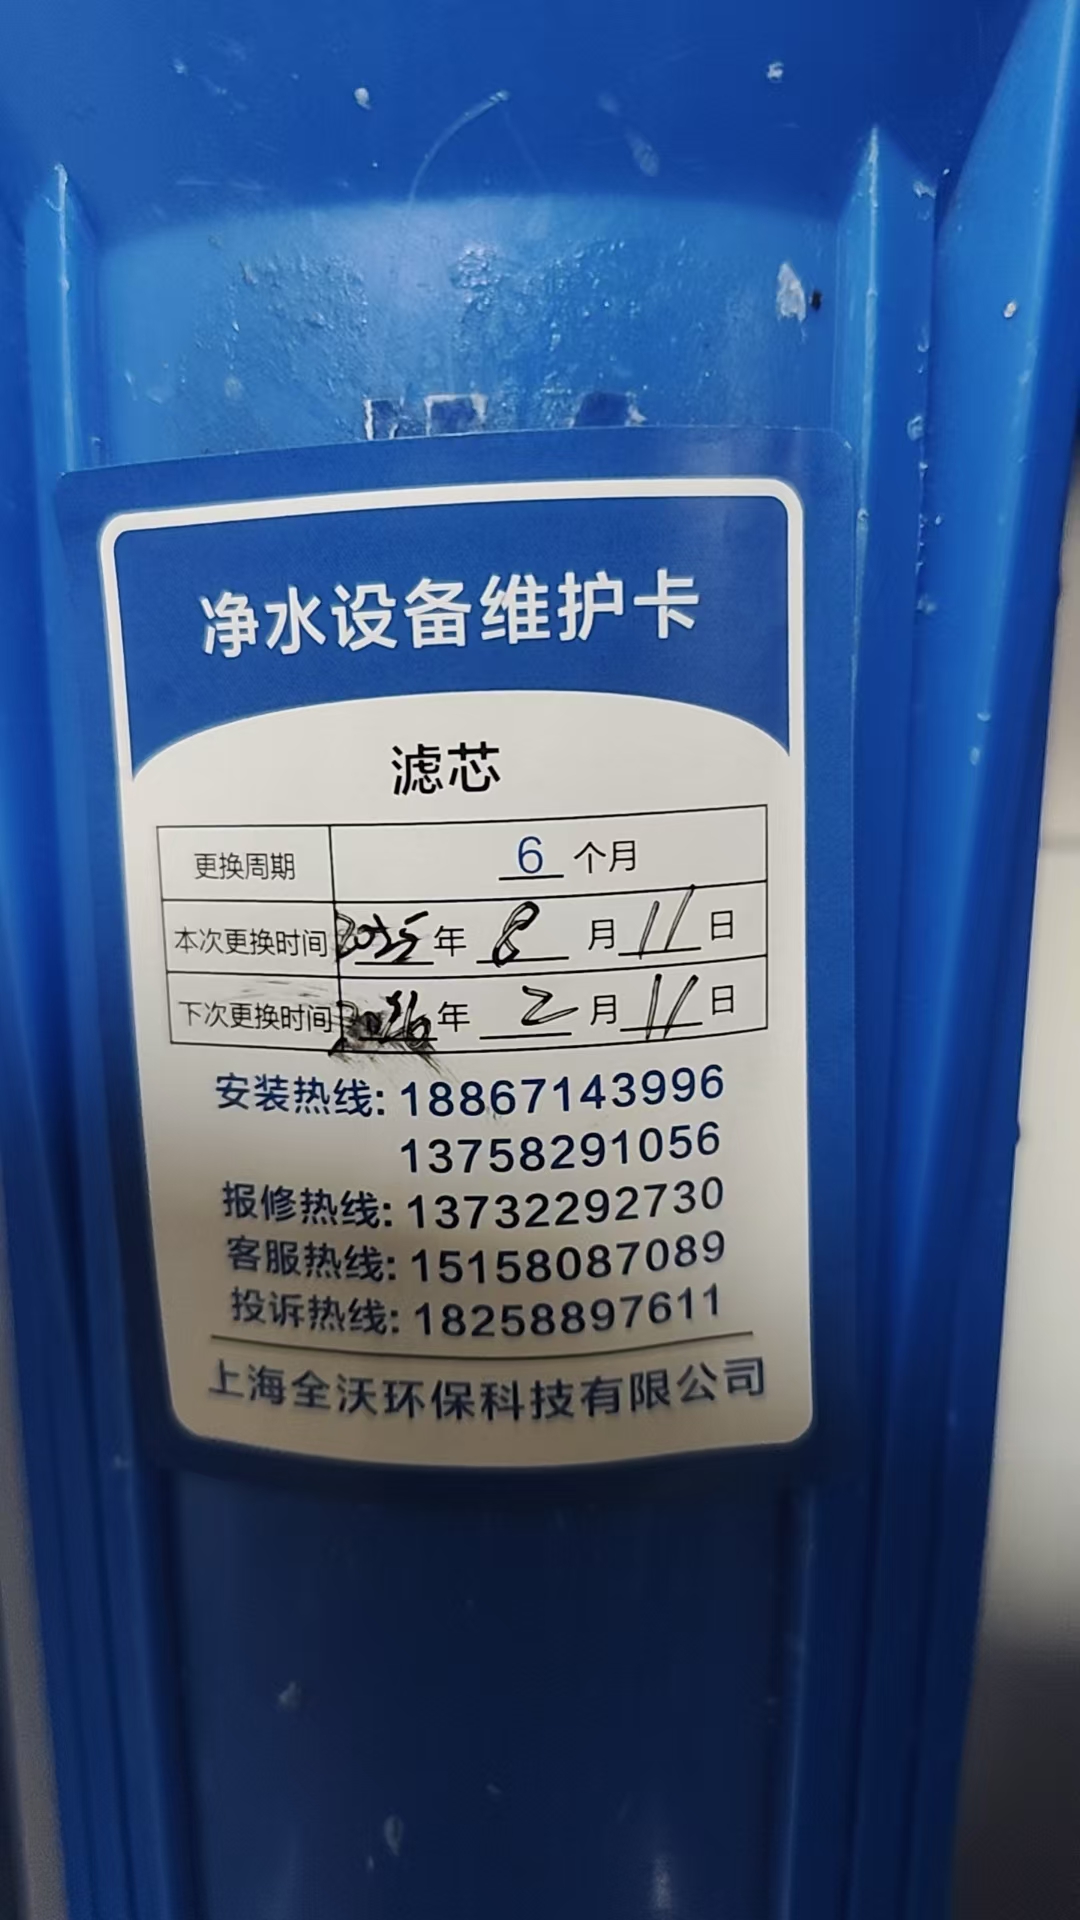 净水设备维护卡
滤芯
更换周期 6 个月
本次更换时间 2025 年 8 月 11 日
下次更换时间 2026 年 2 月 11 日
安装热线: 18867143996
13758291056
报修热线: 13732292730
客服热线: 15158087089
投诉热线: 18258897611
上海全沃环保科技有限公司